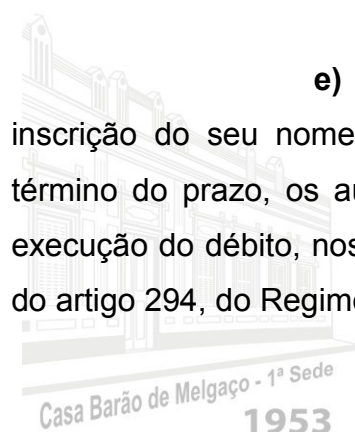 e)
inscrição do seu nome
término do prazo, os au
execução do débito, nos
do artigo 294, do Regime
Casa Barão de Melgaço - 1ª Sede
1953